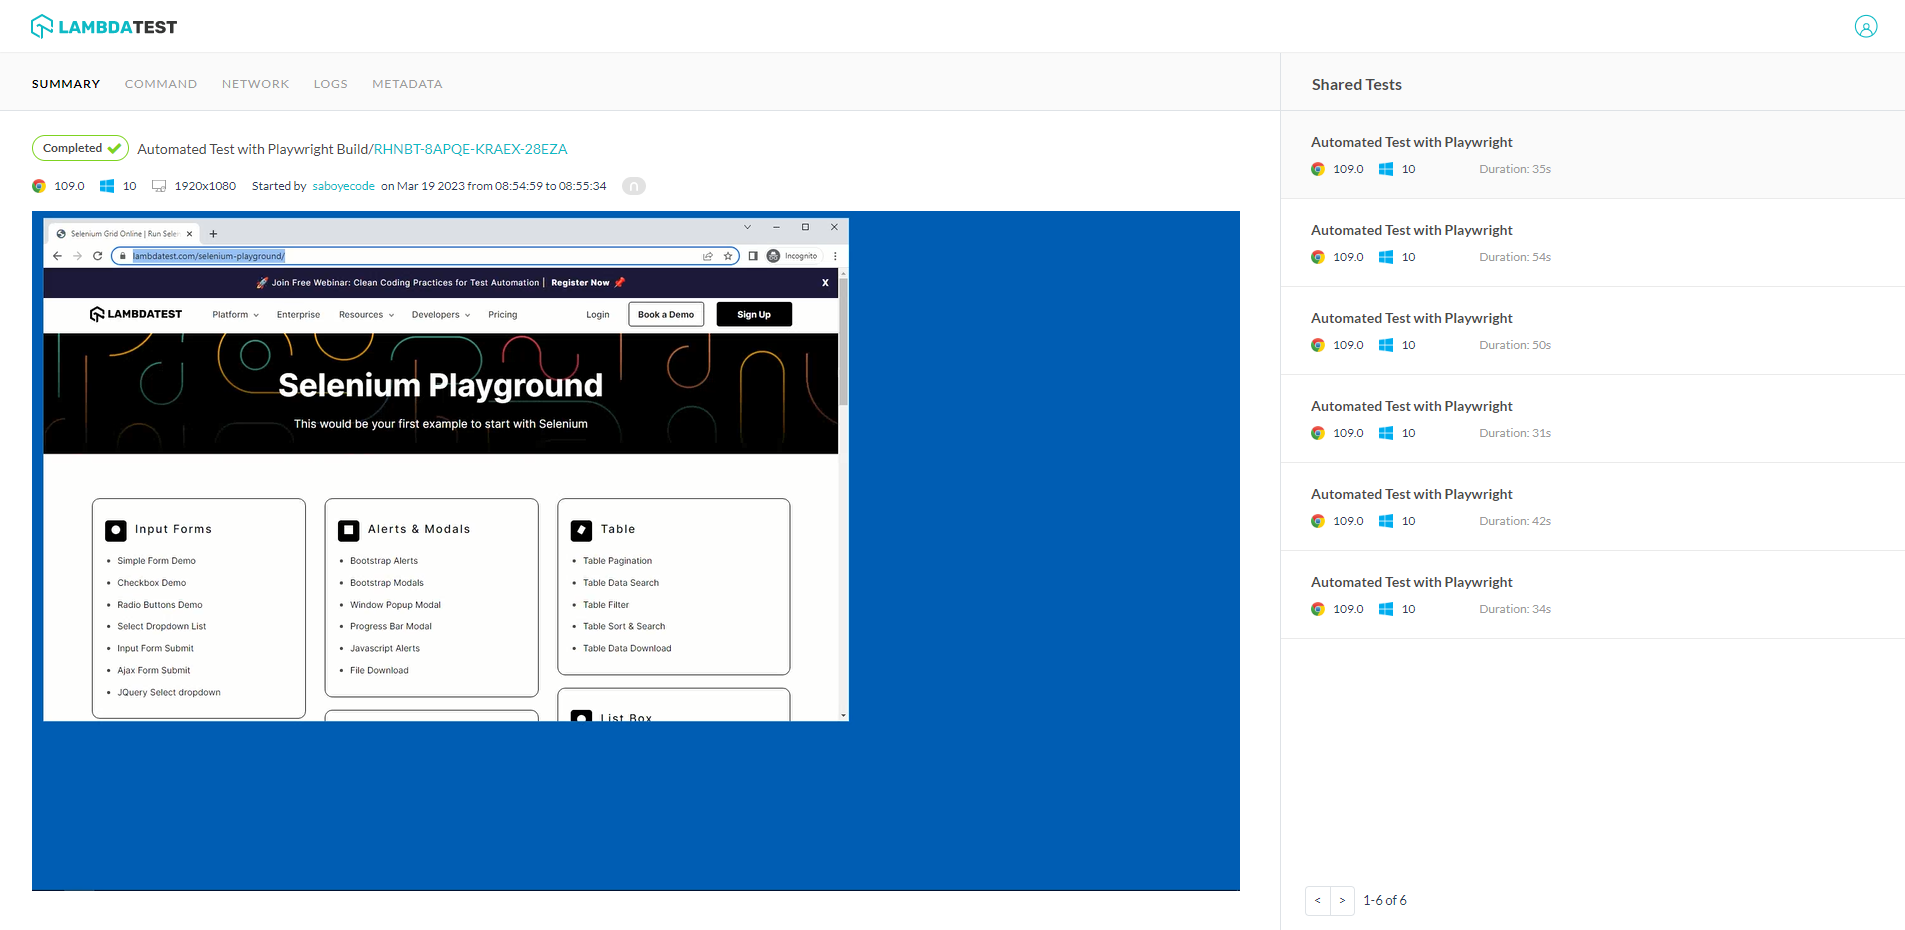 LAMBDATEST
SUMMARY COMMAND NETWORK LOGS METADATA
Completed Automated Test with Playwright Build/RHNBT-8APQE-KRAEX-28EZA
109.0 10 1920x1080 Started by saboyecode on Mar 19 2023 from 08:54:59 to 08:55:34
Selenium Grid Online | Run Selen
lambdatest.com/selenium-playground/
Incognito
Join Free Webinar: Clean Coding Practices for Test Automation | Register Now X
LAMBDATEST Platform Enterprise Resources Developers Pricing Login Book a Demo Sign Up
Selenium Playground
This would be your first example to start with Selenium
Input Forms
Simple Form Demo
Checkbox Demo
Radio Buttons Demo
Select Dropdown List
Input Form Submit
Ajax Form Submit
JQuery Select dropdown
Alerts & Modals
Bootstrap Alerts
Bootstrap Modals
Window Popup Modal
Progress Bar Modal
Javascript Alerts
File Download
Table
Table Pagination
Table Data Search
Table Filter
Table Sort & Search
Table Data Download
List Box
Shared Tests
Automated Test with Playwright
109.0 10 Duration: 35s
Automated Test with Playwright
109.0 10 Duration: 54s
Automated Test with Playwright
109.0 10 Duration: 50s
Automated Test with Playwright
109.0 10 Duration: 31s
Automated Test with Playwright
109.0 10 Duration: 42s
Automated Test with Playwright
109.0 10 Duration: 34s
< > 1-6 of 6